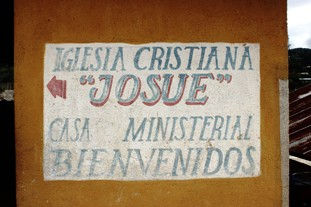 IGLESIA CRISTIANA
"JOSUE"
CASA MINISTERIAL
BIENVENIDOS